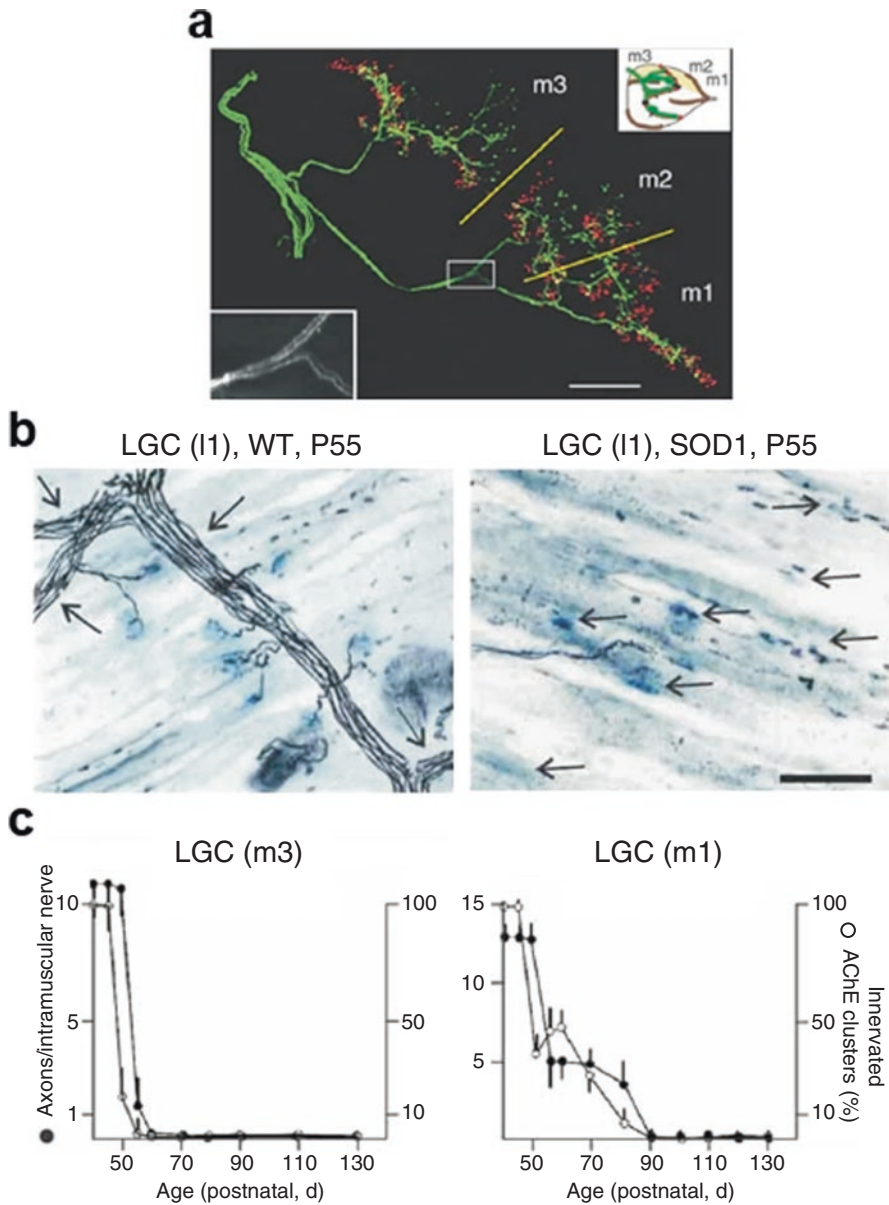 a
m3
m2
m1
m3
m2
m1
b
LGC (l1), WT, P55
LGC (l1), SOD1, P55
c
LGC (m3)
LGC (m1)
Axons/intramuscular nerve
10
5
1
100
50
10
50 70 90 110 130
Age (postnatal, d)
15
10
5
100
50
10
Innervated
AChE clusters (%)
50 70 90 110 130
Age (postnatal, d)